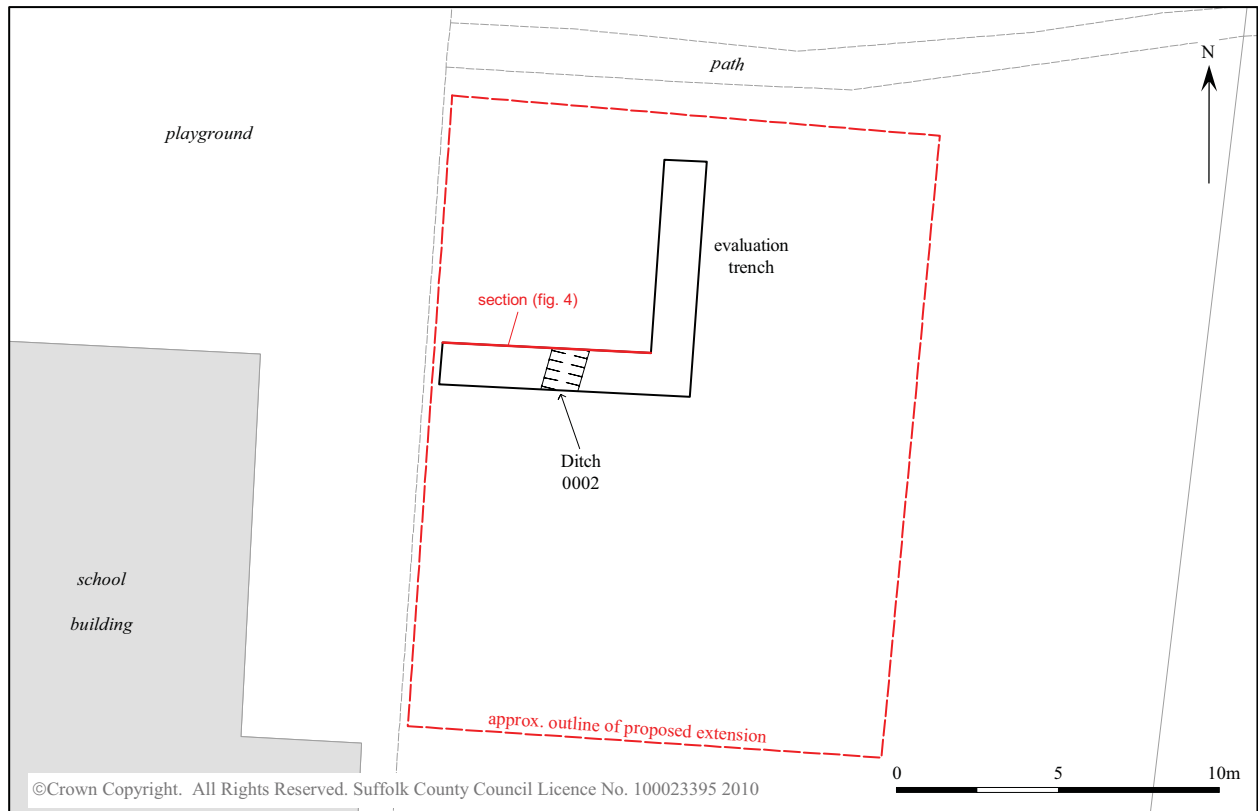 path
N
playground
evaluation
trench
section (fig. 4)
Ditch
0002
school
building
approx. outline of proposed extension
0 5 10m
©Crown Copyright. All Rights Reserved. Suffolk County Council Licence No. 100023395 2010